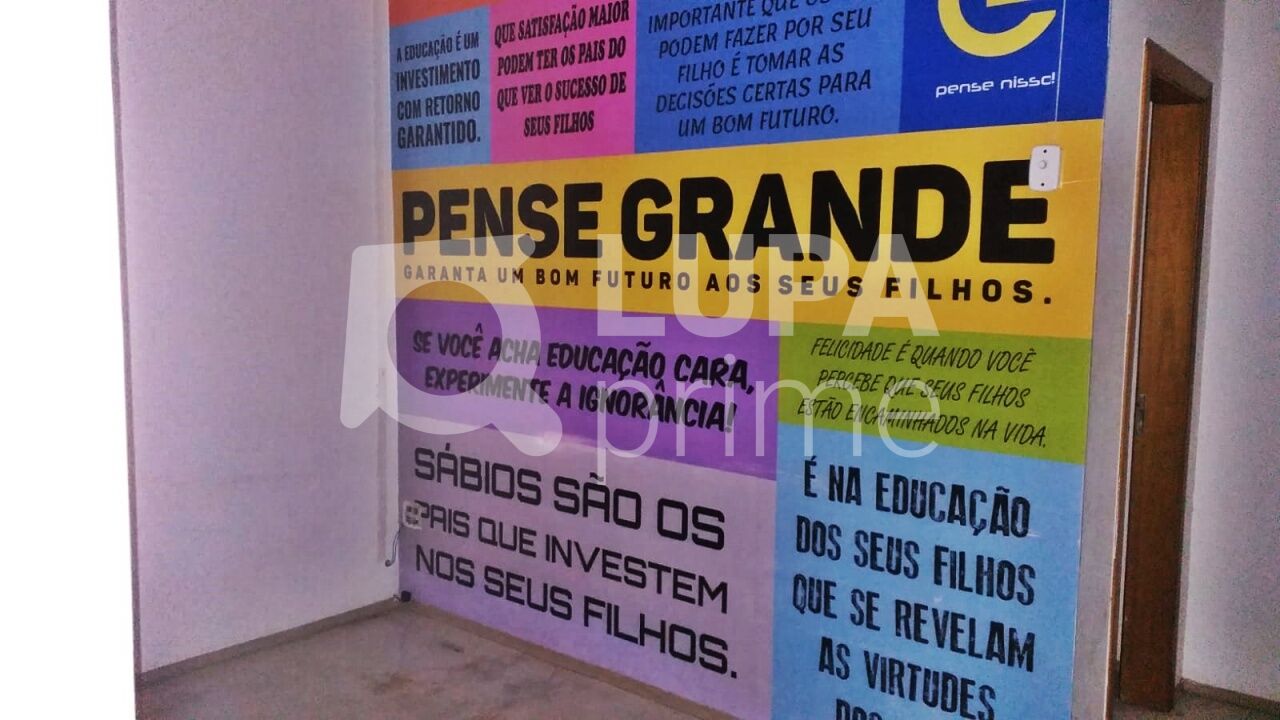 A EDUCAÇÃO É UM
INVESTIMENTO
COM RETORNO
GARANTIDO.
QUE SATISFAÇÃO MAIOR
PODEM TER OS PAIS DO
QUE VER O SUCESSO DE
SEUS FILHOS
IMPORTANTE QUE OS
PODEM FAZER POR SEU
FILHO É TOMAR AS
DECISÕES CERTAS PARA
UM BOM FUTURO.
pense nisso!
PENSE GRANDE
GARANTA UM BOM FUTURO AOS SEUS FILHOS.
SE VOCÊ ACHA EDUCAÇÃO CARA,
EXPERIMENTE A IGNORÂNCIA!
FELICIDADE É QUANDO VOCÊ
PERCEBE QUE SEUS FILHOS
ESTÃO ENCAMINHADOS NA VIDA.
SÁBIOS SÃO OS
PAIS QUE INVESTEM
NOS SEUS FILHOS.
É NA EDUCAÇÃO
DOS SEUS FILHOS
QUE SE REVELAM
AS VIRTUDES
DOS
LUPA
prime